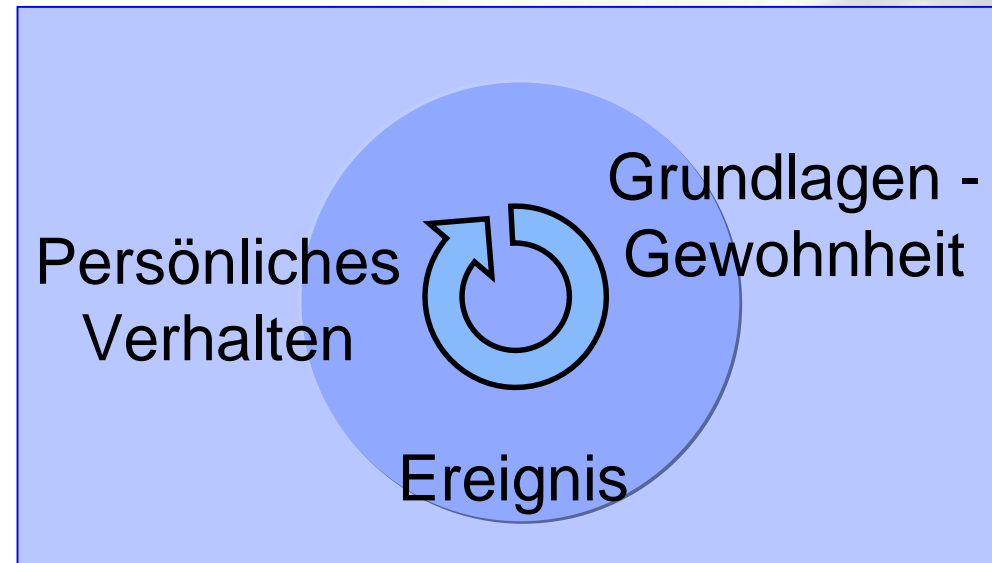 Grundlagen -
Gewohnheit
Persönliches
Verhalten
Ereignis